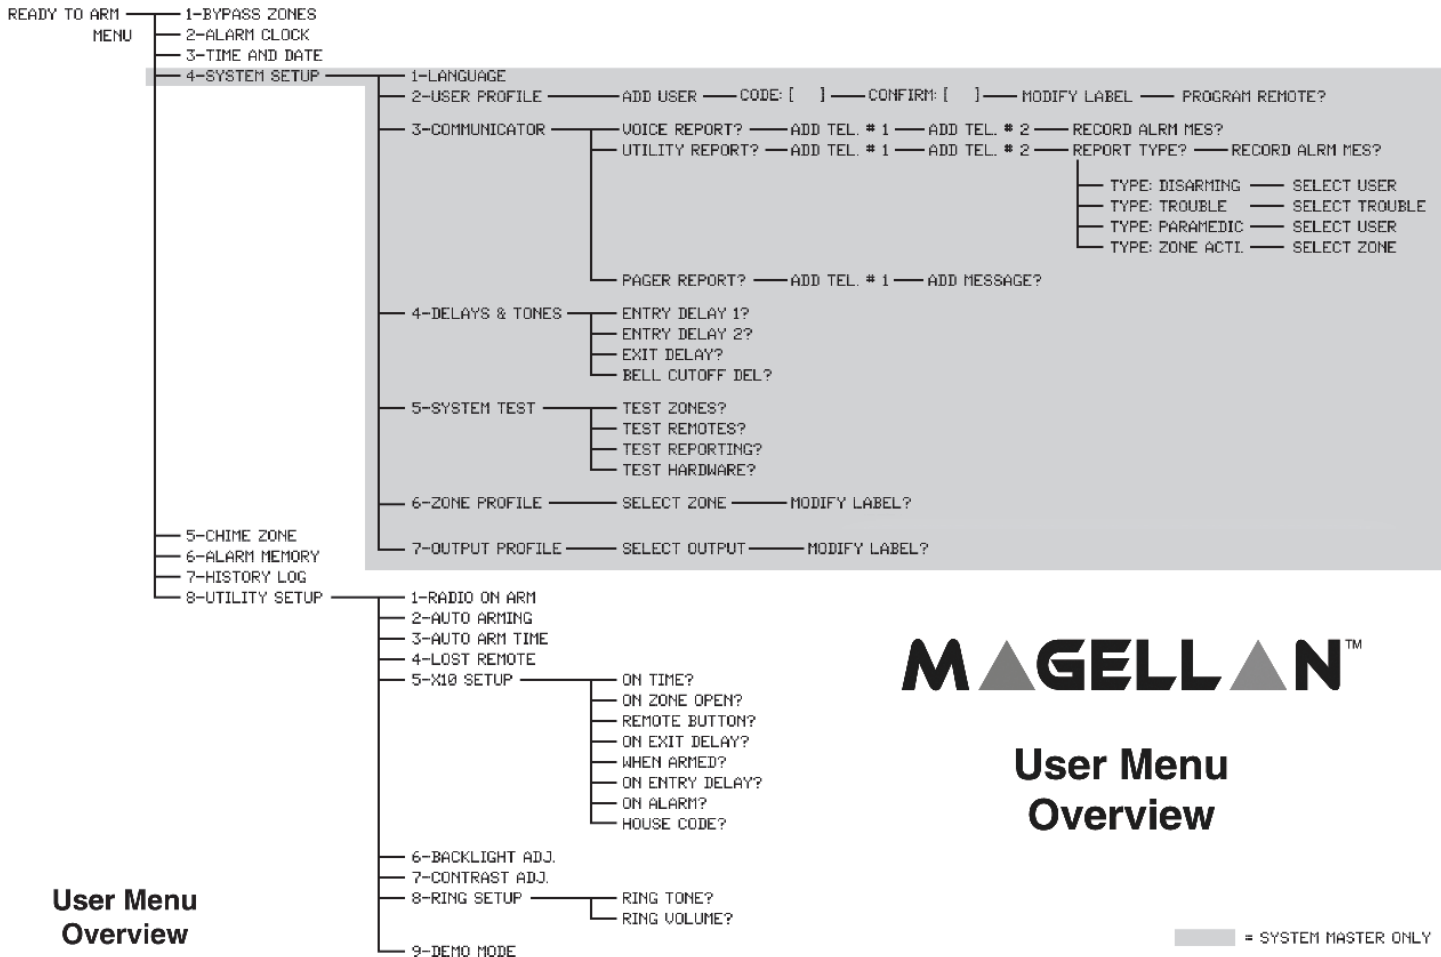 READY TO ARM
MENU
1-BYPASS ZONES
2-ALARM CLOCK
3-TIME AND DATE
4-SYSTEM SETUP
1-LANGUAGE
2-USER PROFILE ADD USER CODE: [ ] CONFIRM: [ ] MODIFY LABEL PROGRAM REMOTE?
3-COMMUNICATOR VOICE REPORT? ADD TEL. # 1 ADD TEL. # 2 RECORD ALRM MES?
UTILITY REPORT? ADD TEL. # 1 ADD TEL. # 2 REPORT TYPE? RECORD ALRM MES?
TYPE: DISARMING SELECT USER
TYPE: TROUBLE SELECT TROUBLE
TYPE: PARAMEDIC SELECT USER
TYPE: ZONE ACTI. SELECT ZONE
PAGER REPORT? ADD TEL. # 1 ADD MESSAGE?
4-DELAYS & TONES ENTRY DELAY 1?
ENTRY DELAY 2?
EXIT DELAY?
BELL CUTOFF DEL?
5-SYSTEM TEST TEST ZONES?
TEST REMOTES?
TEST REPORTING?
TEST HARDWARE?
6-ZONE PROFILE SELECT ZONE MODIFY LABEL?
7-OUTPUT PROFILE SELECT OUTPUT MODIFY LABEL?
5-CHIME ZONE
6-ALARM MEMORY
7-HISTORY LOG
8-UTILITY SETUP
1-RADIO ON ARM
2-AUTO ARMING
3-AUTO ARM TIME
4-LOST REMOTE
5-X10 SETUP ON TIME?
ON ZONE OPEN?
REMOTE BUTTON?
ON EXIT DELAY?
WHEN ARMED?
ON ENTRY DELAY?
ON ALARM?
HOUSE CODE?
6-BACKLIGHT ADJ.
7-CONTRAST ADJ.
8-RING SETUP RING TONE?
RING VOLUME?
9-DEMO MODE
MAGELLAN™
User Menu
Overview
User Menu
Overview
= SYSTEM MASTER ONLY